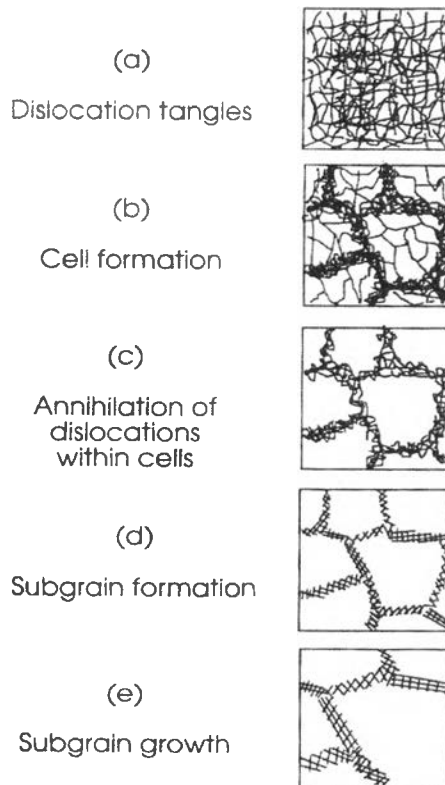 (a)
Dislocation tangles
(b)
Cell formation
(c)
Annihilation of
dislocations
within cells
(d)
Subgrain formation
(e)
Subgrain growth